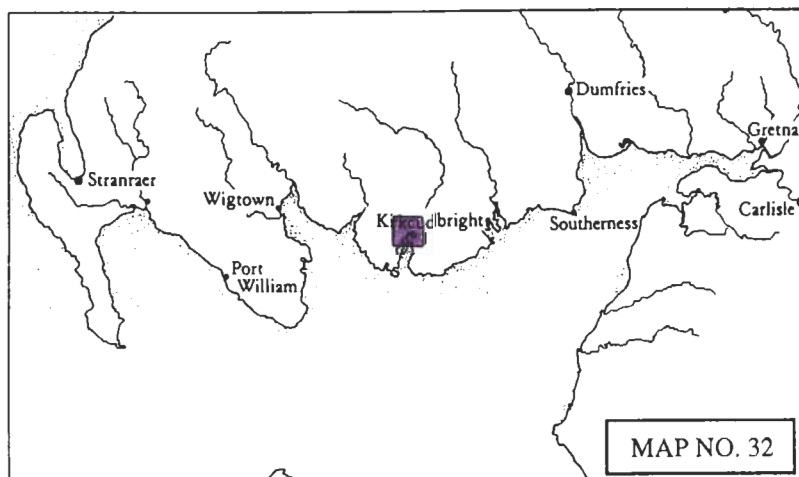 Dumfries
Gretna
Stranraer
Wigtown
Kirkcudbright
Southerness
Carlisle
Port
William
MAP NO. 32